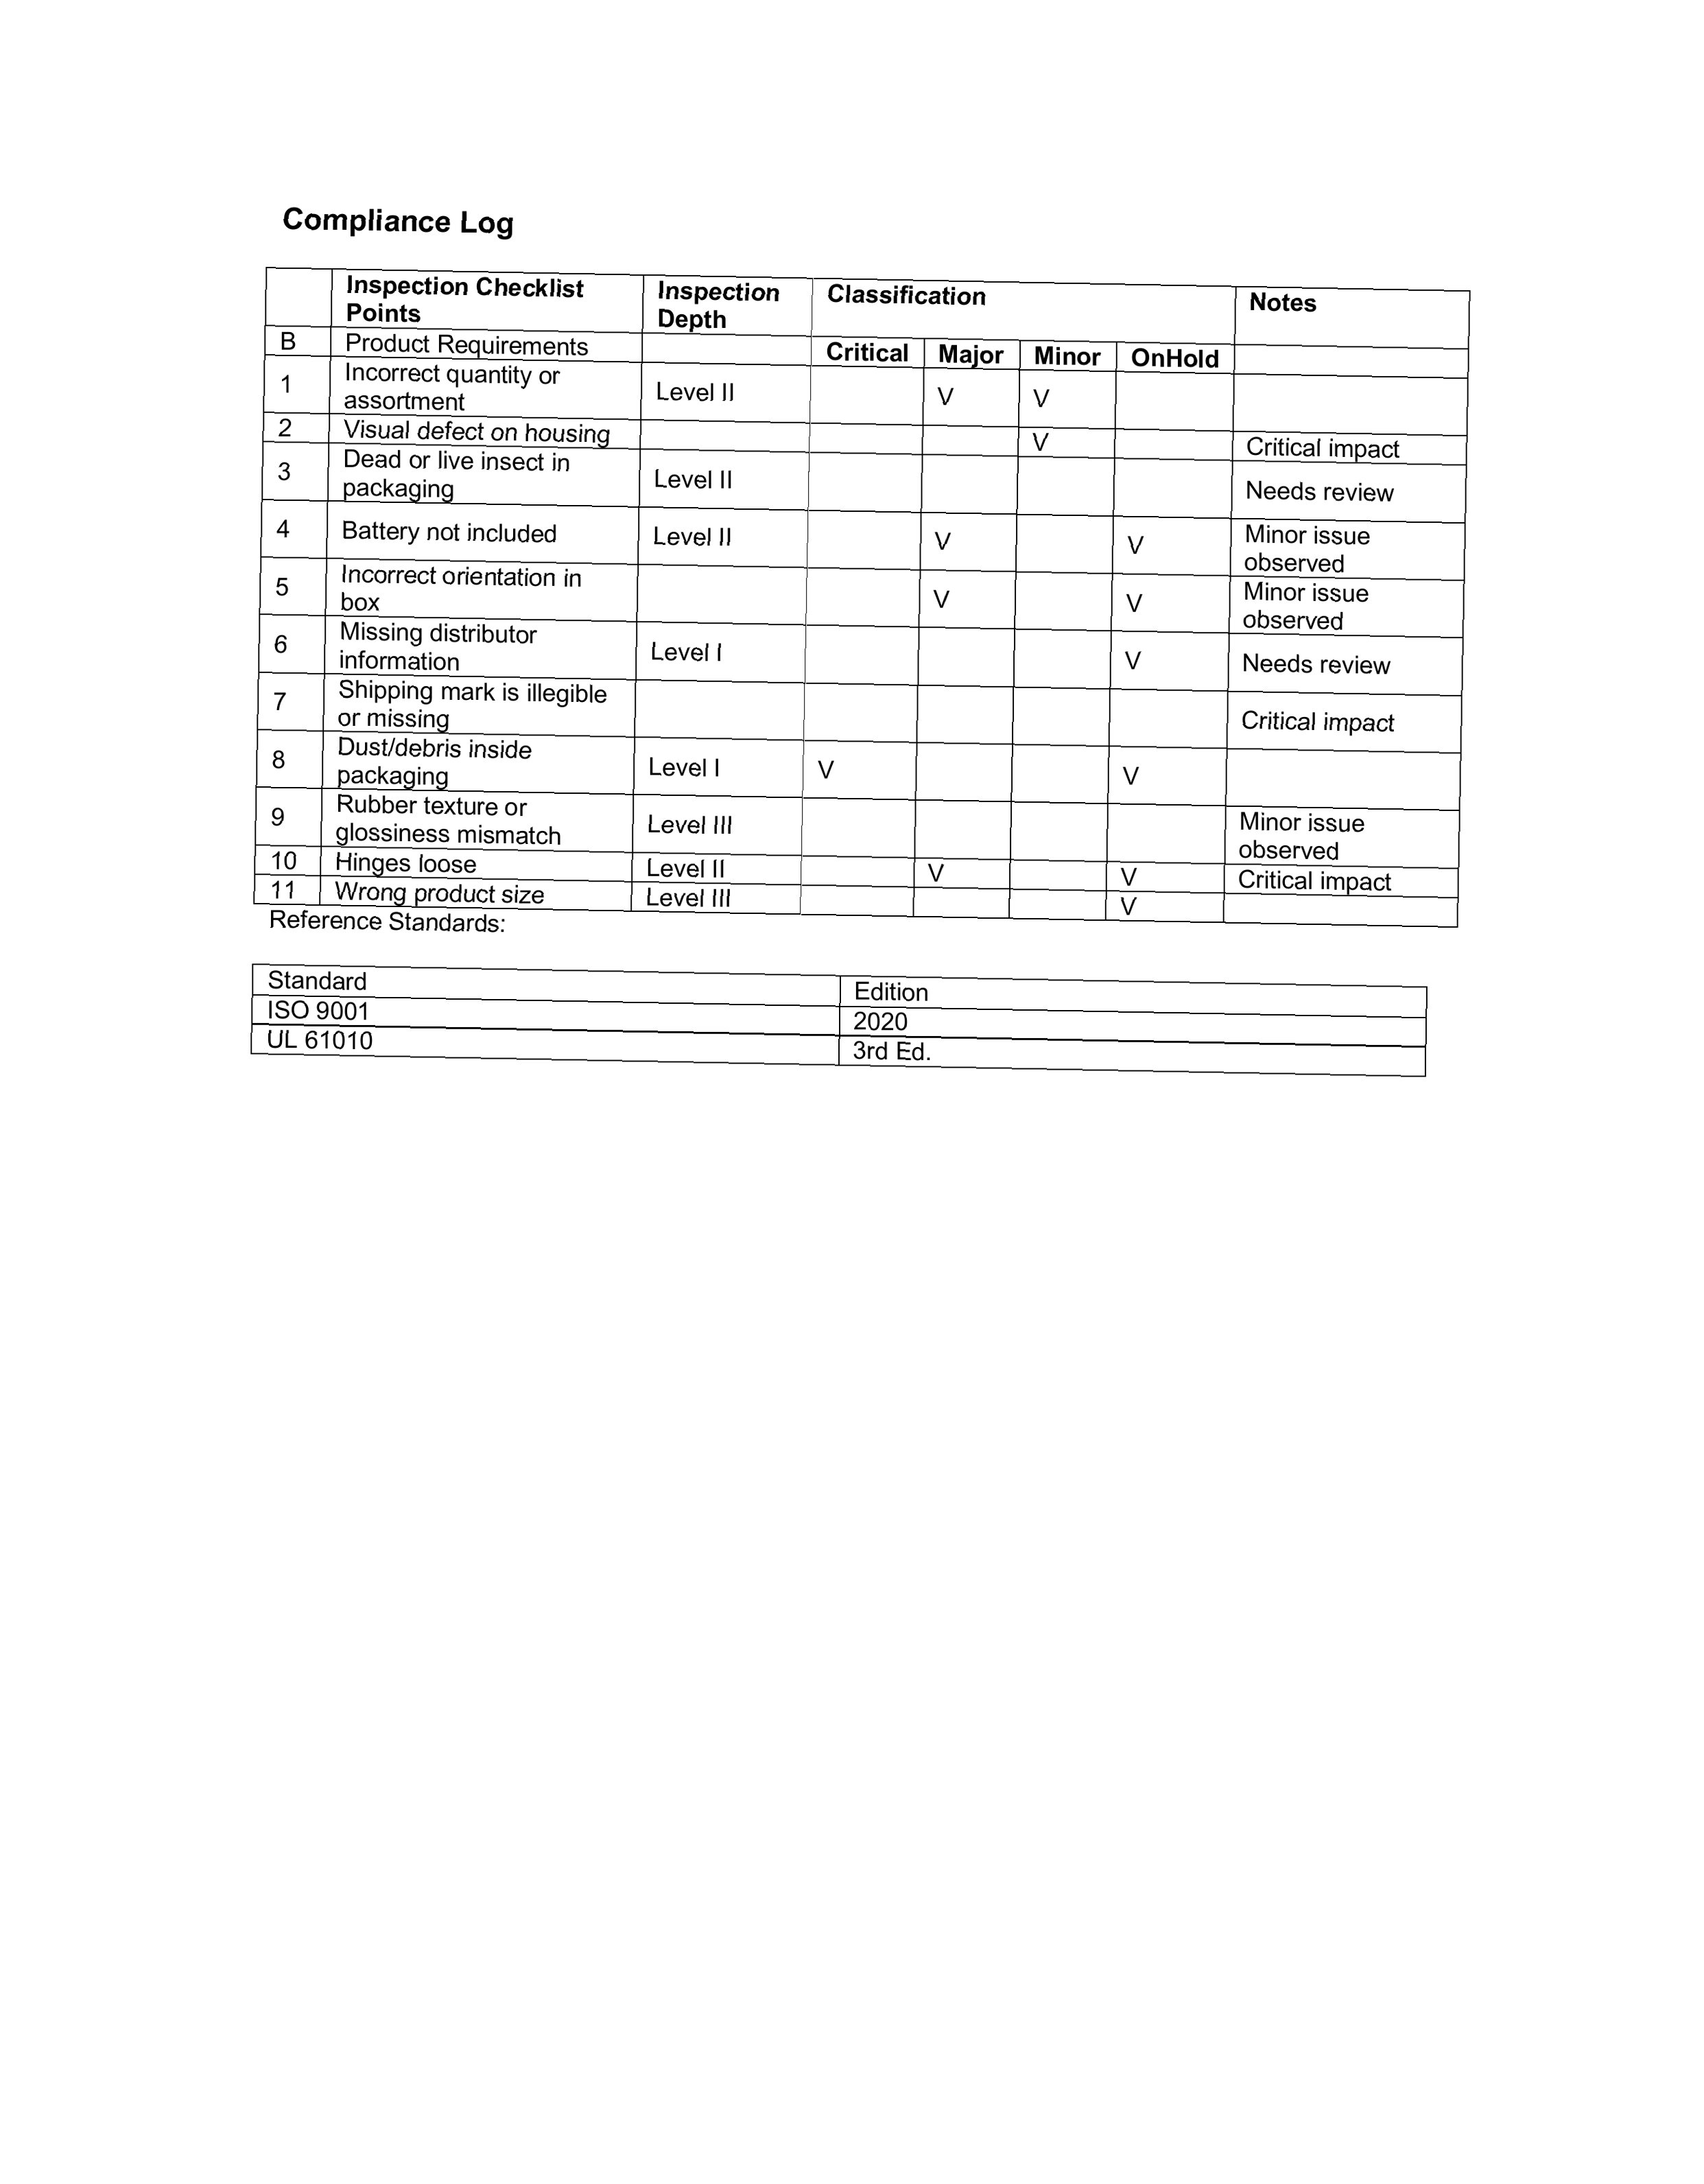 Compliance Log
Inspection Checklist Points Inspection Depth Classification Notes
B Product Requirements Critical Major Minor OnHold
1 Incorrect quantity or assortment Level II V V
2 Visual defect on housing V Critical impact
3 Dead or live insect in packaging Level II Needs review
4 Battery not included Level II V V Minor issue observed
5 Incorrect orientation in box V V Minor issue observed
6 Missing distributor information Level I V Needs review
7 Shipping mark is illegible or missing Critical impact
8 Dust/debris inside packaging Level I V V
9 Rubber texture or glossiness mismatch Level III Minor issue observed
10 Hinges loose Level II V V Critical impact
11 Wrong product size Level III V
Reference Standards:
Standard Edition
ISO 9001 2020
UL 61010 3rd Ed.